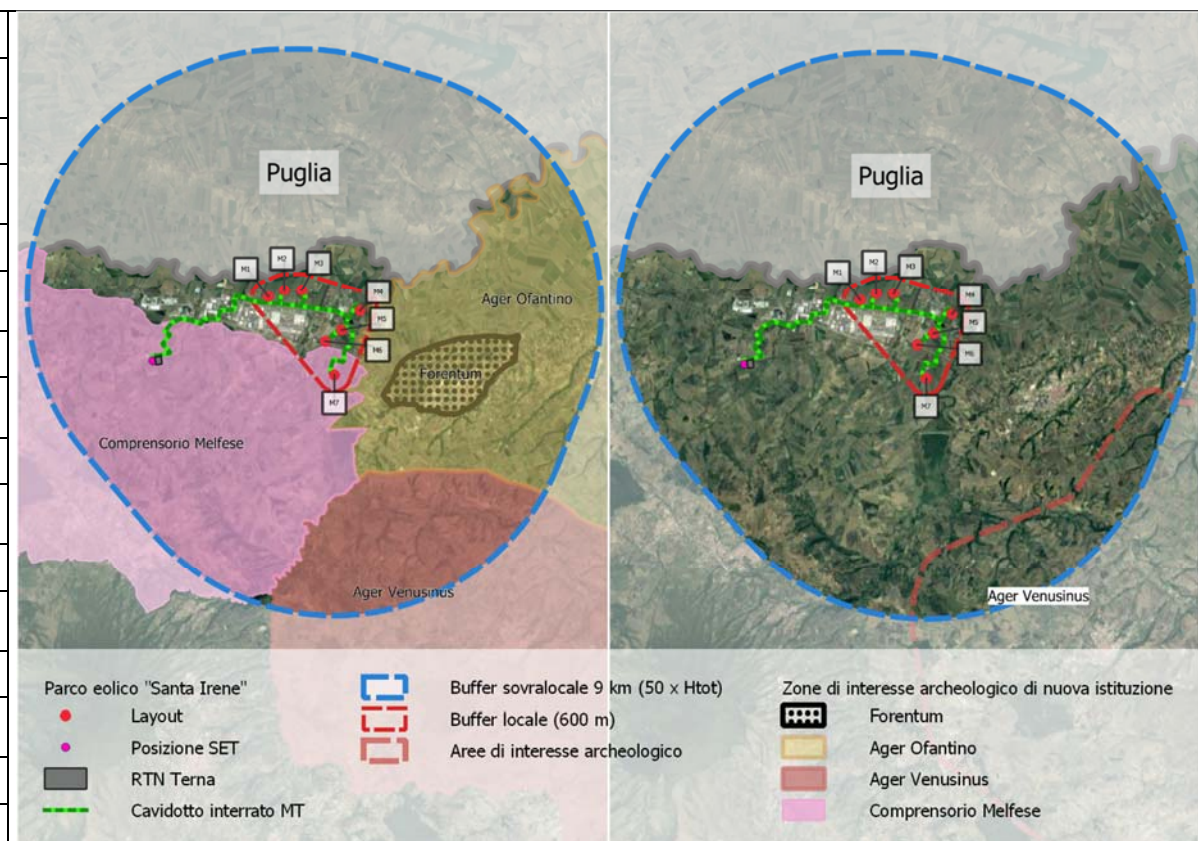 Puglia
M1
M2
M3
M4
M5
M6
M7
Ager Ofantino
Forentum
Comprensorio Melfese
Ager Venusinus
Puglia
M1
M2
M3
M4
M5
M6
M7
Ager Venusinus
Parco eolico "Santa Irene"
Layout
Posizione SET
RTN Terna
Cavidotto interrato MT
Buffer sovralocale 9 km (50 x Htot)
Buffer locale (600 m)
Aree di interesse archeologico
Zone di interesse archeologico di nuova istituzione
Forentum
Ager Ofantino
Ager Venusinus
Comprensorio Melfese